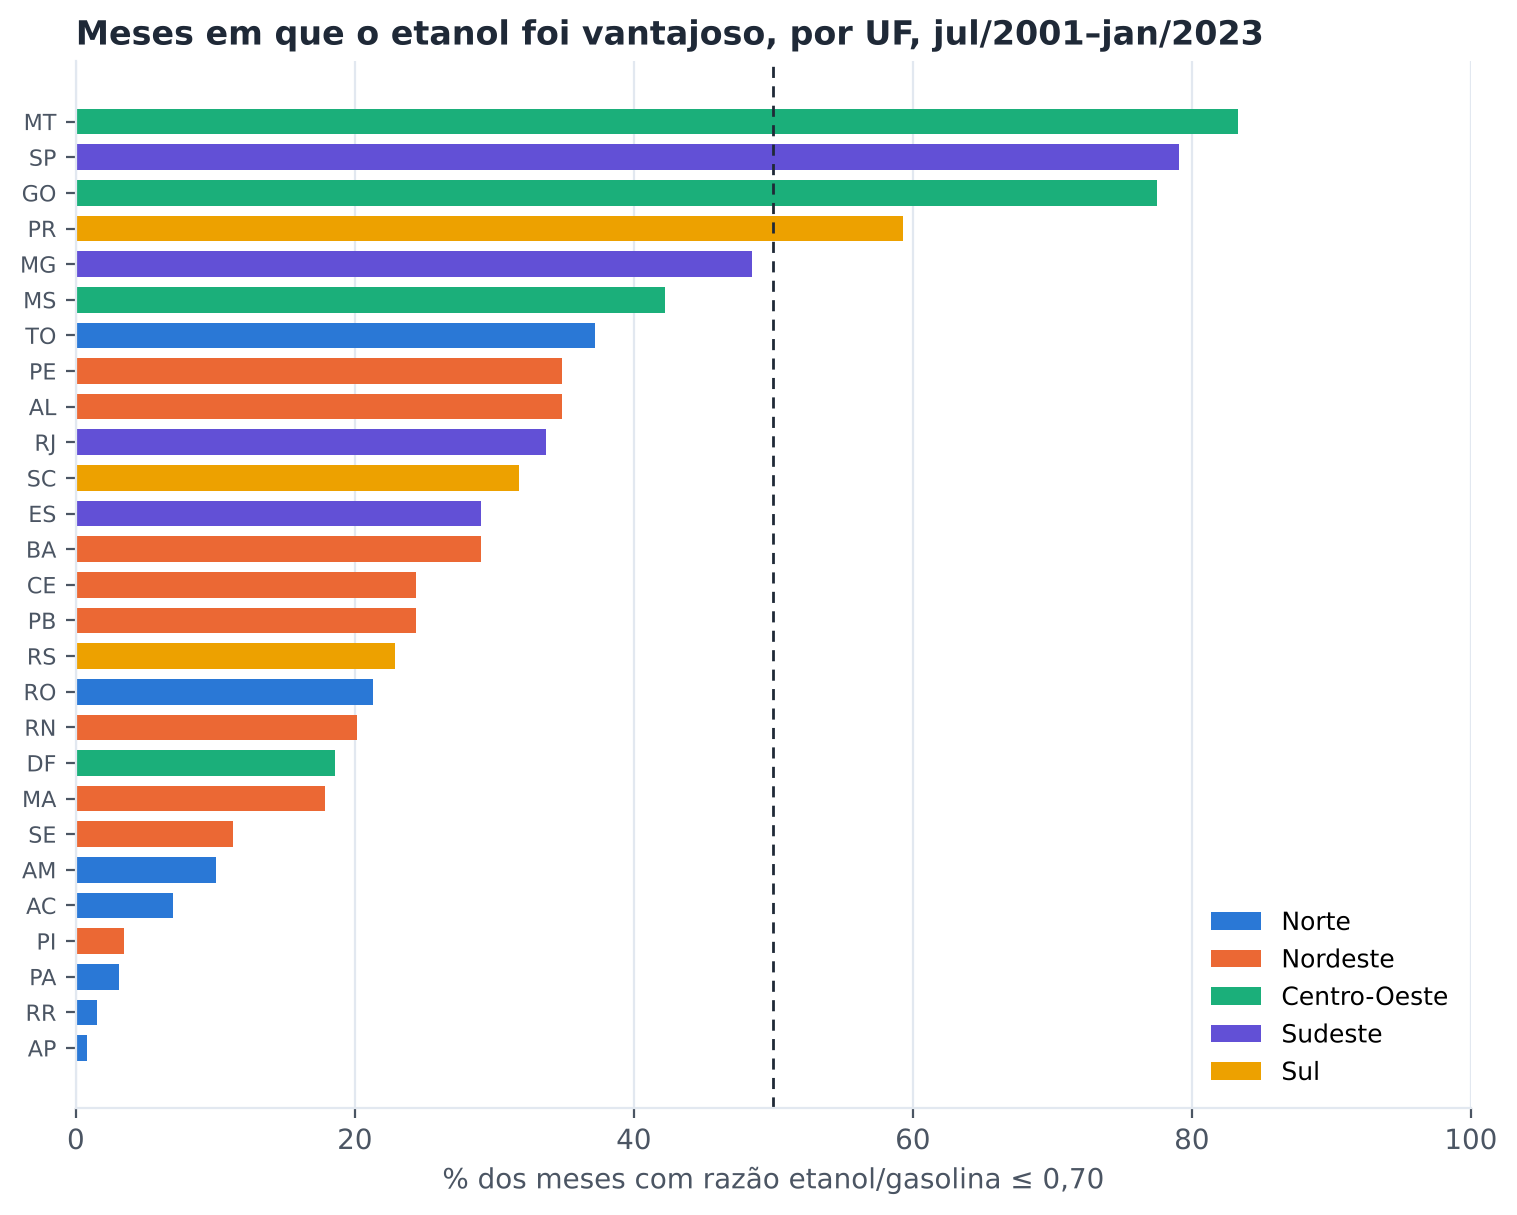 Meses em que o etanol foi vantajoso, por UF, jul/2001–jan/2023
MT
SP
GO
PR
MG
MS
TO
PE
AL
RJ
SC
ES
BA
CE
PB
RS
RO
RN
DF
MA
SE
AM
AC
PI
PA
RR
AP
Norte
Nordeste
Centro-Oeste
Sudeste
Sul
0 20 40 60 80 100
% dos meses com razão etanol/gasolina ≤ 0,70